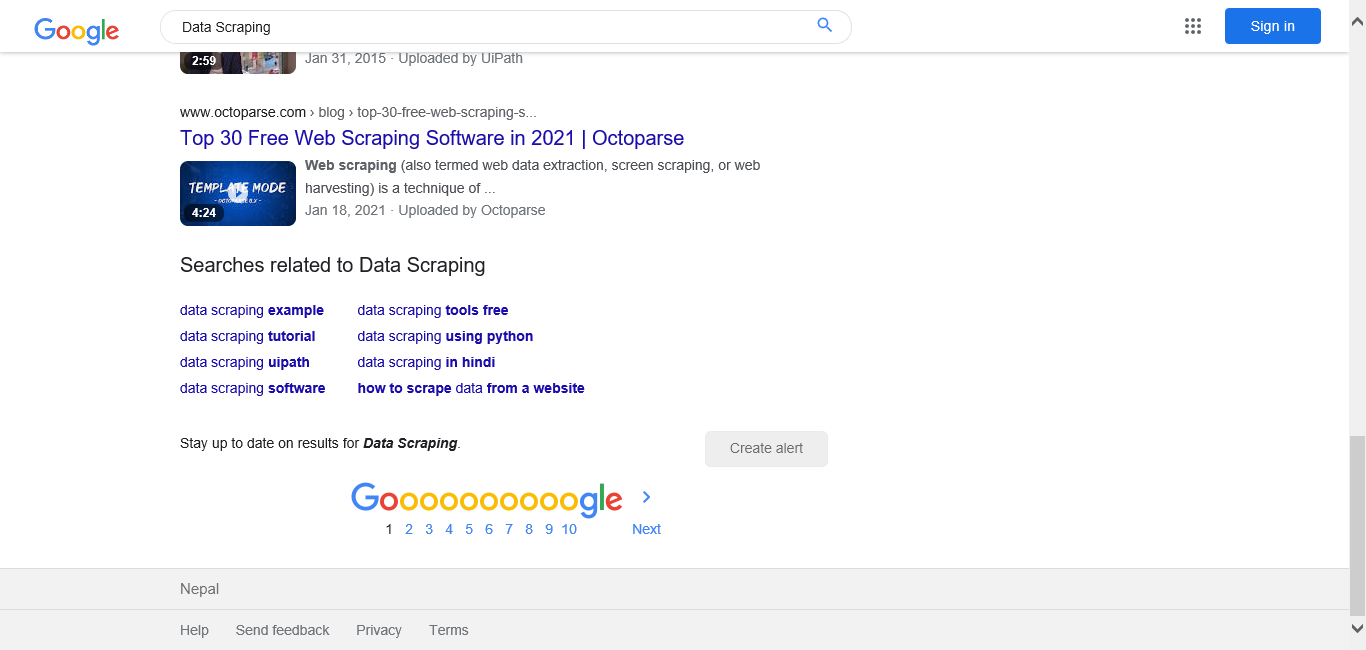 Google
Data Scraping
Sign in
2:59
Jan 31, 2015 · Uploaded by UiPath
www.octoparse.com › blog › top-30-free-web-scraping-s...
Top 30 Free Web Scraping Software in 2021 | Octoparse
TEMPLATE MODE
- OCTOPARSE 8.X -
4:24
Web scraping (also termed web data extraction, screen scraping, or web
harvesting) is a technique of ...
Jan 18, 2021 · Uploaded by Octoparse
Searches related to Data Scraping
data scraping example
data scraping tools free
data scraping tutorial
data scraping using python
data scraping uipath
data scraping in hindi
data scraping software
how to scrape data from a website
Stay up to date on results for Data Scraping.
Create alert
Goooooooooogle
1 2 3 4 5 6 7 8 9 10 Next
Nepal
Help Send feedback Privacy Terms